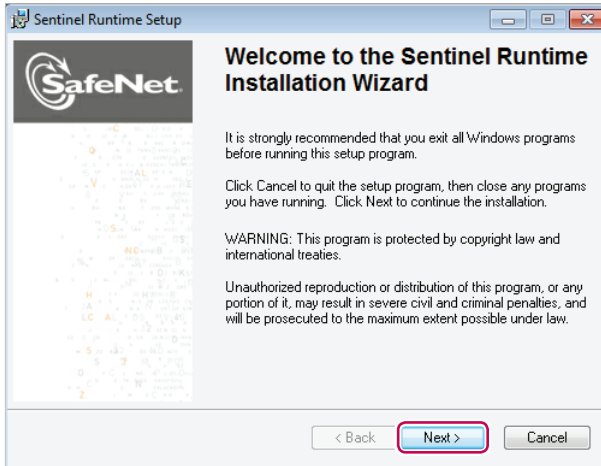 Sentinel Runtime Setup
SafeNet.
Welcome to the Sentinel Runtime
Installation Wizard
It is strongly recommended that you exit all Windows programs
before running this setup program.
Click Cancel to quit the setup program, then close any programs
you have running. Click Next to continue the installation.
WARNING: This program is protected by copyright law and
international treaties.
Unauthorized reproduction or distribution of this program, or any
portion of it, may result in severe civil and criminal penalties, and
will be prosecuted to the maximum extent possible under law.
< Back
Next >
Cancel